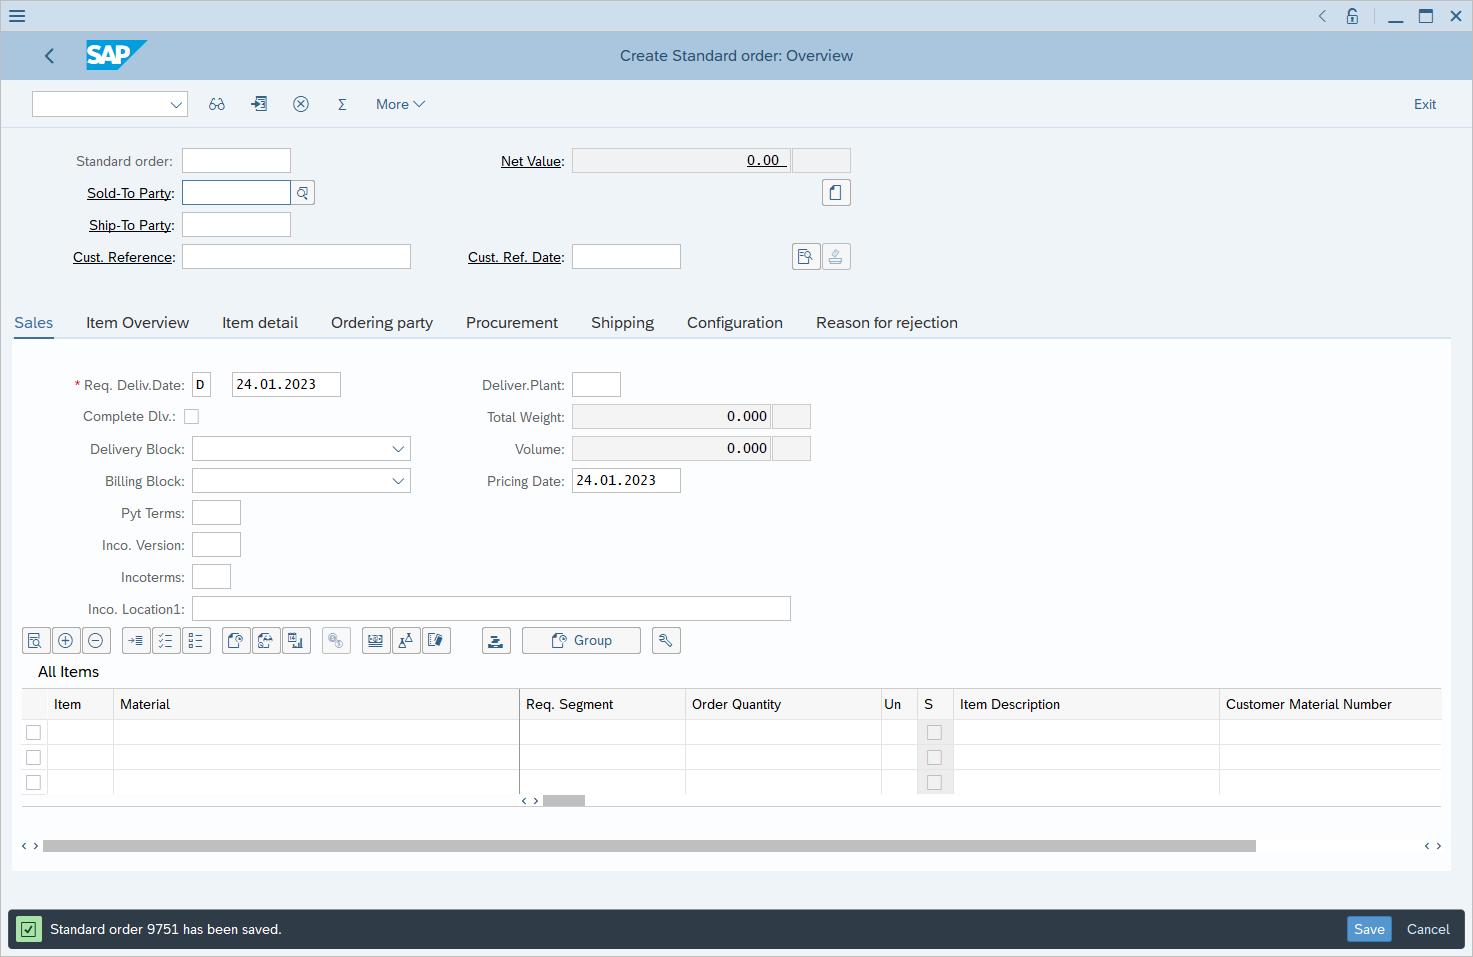 SAP
Create Standard order: Overview
More
Exit
Standard order:
Net Value: 0.00
Sold-To Party:
Ship-To Party:
Cust. Reference:
Cust. Ref. Date:
Sales Item Overview Item detail Ordering party Procurement Shipping Configuration Reason for rejection
* Req. Deliv.Date: D 24.01.2023
Deliver.Plant:
Complete Dlv.:
Total Weight: 0.000
Delivery Block:
Volume: 0.000
Billing Block:
Pricing Date: 24.01.2023
Pyt Terms:
Inco. Version:
Incoterms:
Inco. Location1:
Group
All Items
Item Material Req. Segment Order Quantity Un S Item Description Customer Material Number
Standard order 9751 has been saved.
Save Cancel